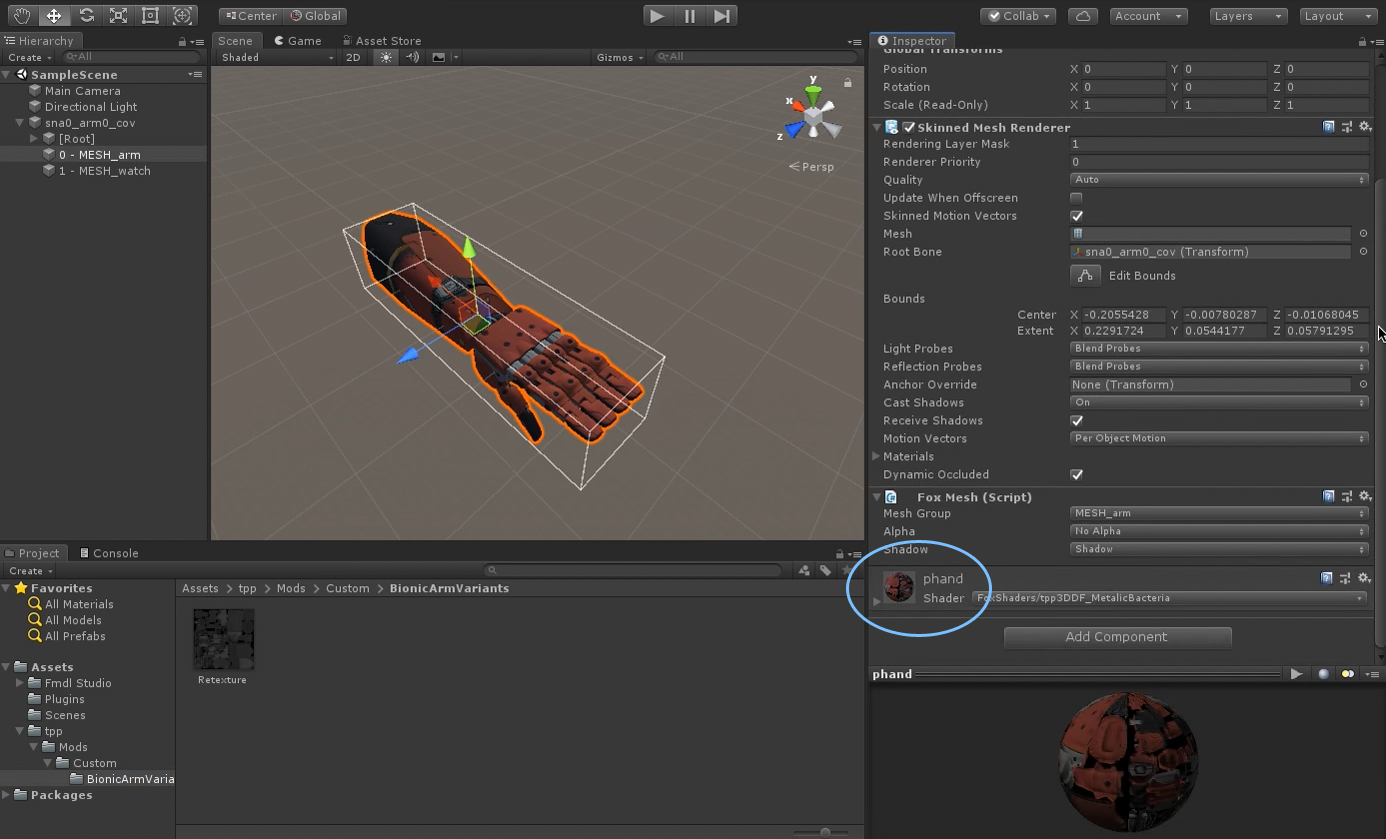 Center Global Collab Account Layers Layout
Hierarchy
Create All
SampleScene
Main Camera
Directional Light
sna0_arm0_cov
[Root]
0 - MESH_arm
1 - MESH_watch
Scene Game Asset Store
Shaded 2D Gizmos All
y
x
z
Persp
Inspector
Global Transforms
Position X 0 Y 0 Z 0
Rotation X 0 Y 0 Z 0
Scale (Read-Only) X 1 Y 1 Z 1
Skinned Mesh Renderer
Rendering Layer Mask 1
Renderer Priority 0
Quality Auto
Update When Offscreen
Skinned Motion Vectors
Mesh
Root Bone sna0_arm0_cov (Transform)
Edit Bounds
Bounds
Center X -0.2055428 Y -0.00780287 Z -0.01068045
Extent X 0.2291724 Y 0.0544177 Z 0.05791295
Light Probes Blend Probes
Reflection Probes Blend Probes
Anchor Override None (Transform)
Cast Shadows On
Receive Shadows
Motion Vectors Per Object Motion
Materials
Dynamic Occluded
Fox Mesh (Script)
Mesh Group MESH_arm
Alpha No Alpha
Shadow Shadow
phand
Shader FoxShaders/tpp3DDF_MetalicBacteria
Add Component
phand
Project Console
Create
Favorites
All Materials
All Models
All Prefabs
Assets
Fmdl Studio
Plugins
Scenes
tpp
Mods
Custom
BionicArmVaria
Packages
Assets tpp Mods Custom BionicArmVariants
Retexture